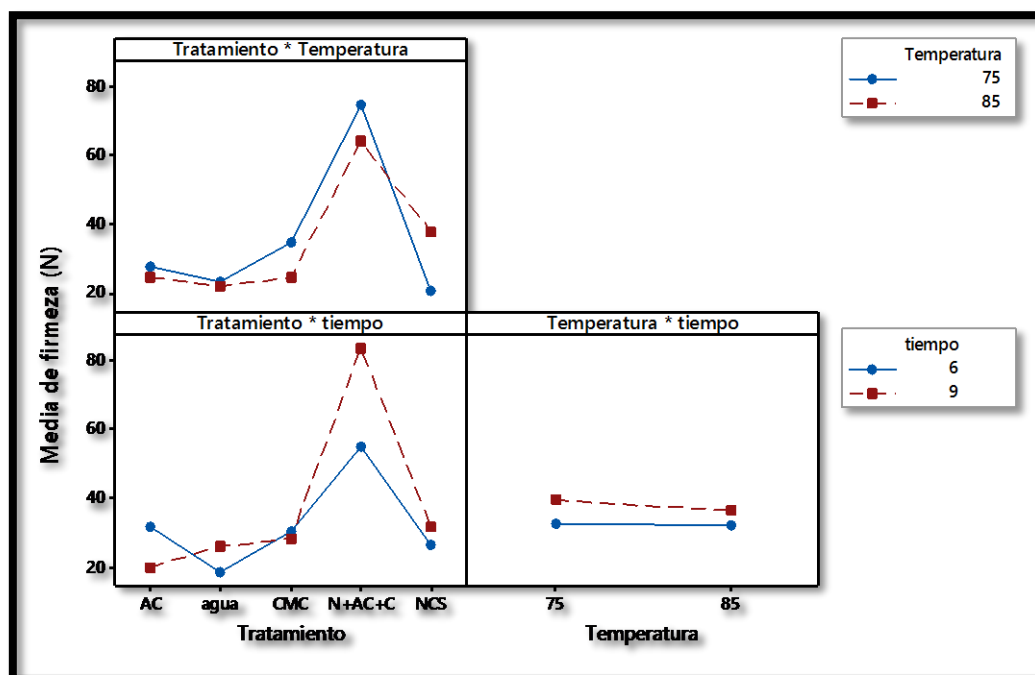 Tratamiento * Temperatura
Temperatura
75
85
80
60
40
20
Media de firmeza (N)
Tratamiento * tiempo
Temperatura * tiempo
tiempo
6
9
80
60
40
20
AC agua CMC N+AC+C NCS
75 85
Tratamiento
Temperatura